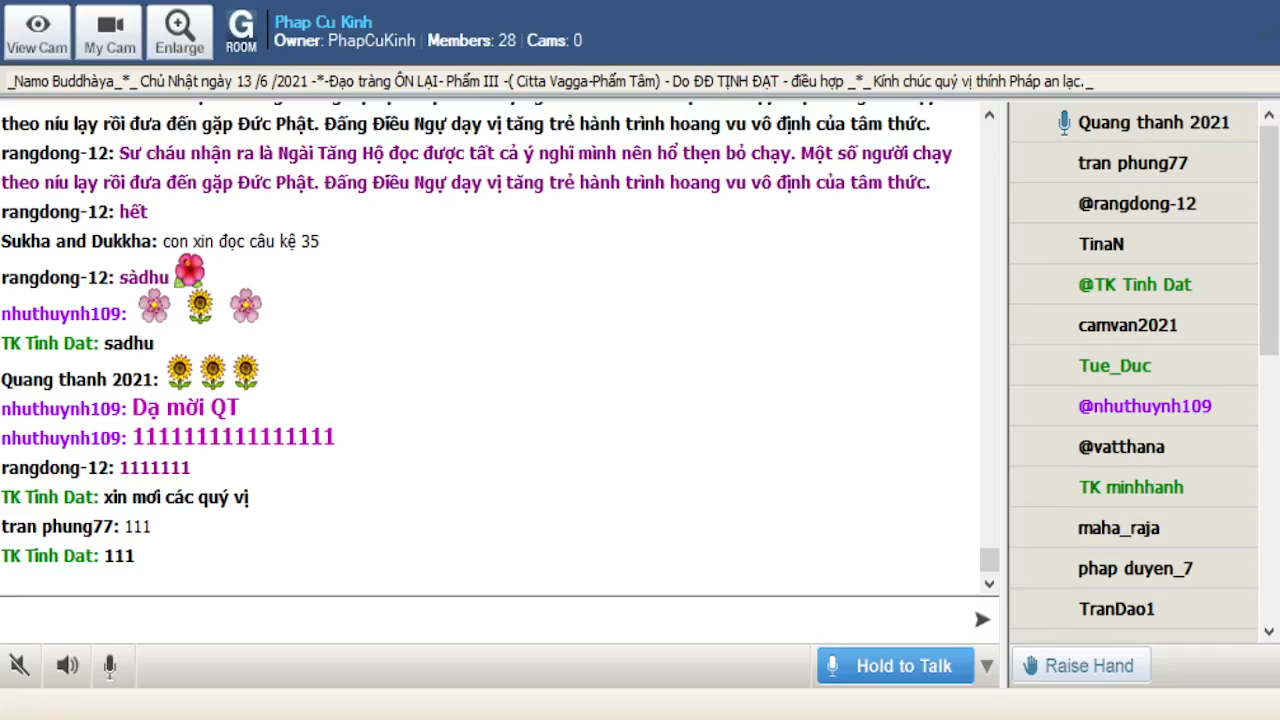 View Cam
My Cam
Enlarge
G ROOM
Phap Cu Kinh
Owner: PhapCuKinh | Members: 28 | Cams: 0
_Namo Buddhàya_*_ Chủ Nhật ngày 13 /6 /2021 -*-Đạo tràng ÔN LẠI- Phẩm III -( Citta Vagga-Phẩm Tâm) - Do ĐĐ TỊNH ĐẠT - điều hợp _*_ Kính chúc quý vị thính Pháp an lạc._
theo níu lạy rồi đưa đến gặp Đức Phật. Đấng Điều Ngự dạy vị tăng trẻ hành trình hoang vu vô định của tâm thức.
rangdong-12: Sư cháu nhận ra là Ngài Tăng Hộ đọc được tất cả ý nghĩ mình nên hổ thẹn bỏ chạy. Một số người chạy
theo níu lạy rồi đưa đến gặp Đức Phật. Đấng Điều Ngự dạy vị tăng trẻ hành trình hoang vu vô định của tâm thức.
rangdong-12: hết
Sukha and Dukkha: con xin đọc câu kệ 35
rangdong-12: sàdhu
nhuthuynh109:
TK Tinh Dat: sadhu
Quang thanh 2021:
nhuthuynh109: Dạ mời QT
nhuthuynh109: 1111111111111111
rangdong-12: 1111111
TK Tinh Dat: xin mơi các quý vị
tran phung77: 111
TK Tinh Dat: 111
Quang thanh 2021
tran phung77
@rangdong-12
TinaN
@TK Tinh Dat
camvan2021
Tue_Duc
@nhuthuynh109
@vatthana
TK minhhanh
maha_raja
phap duyen_7
TranDao1
Hold to Talk
Raise Hand